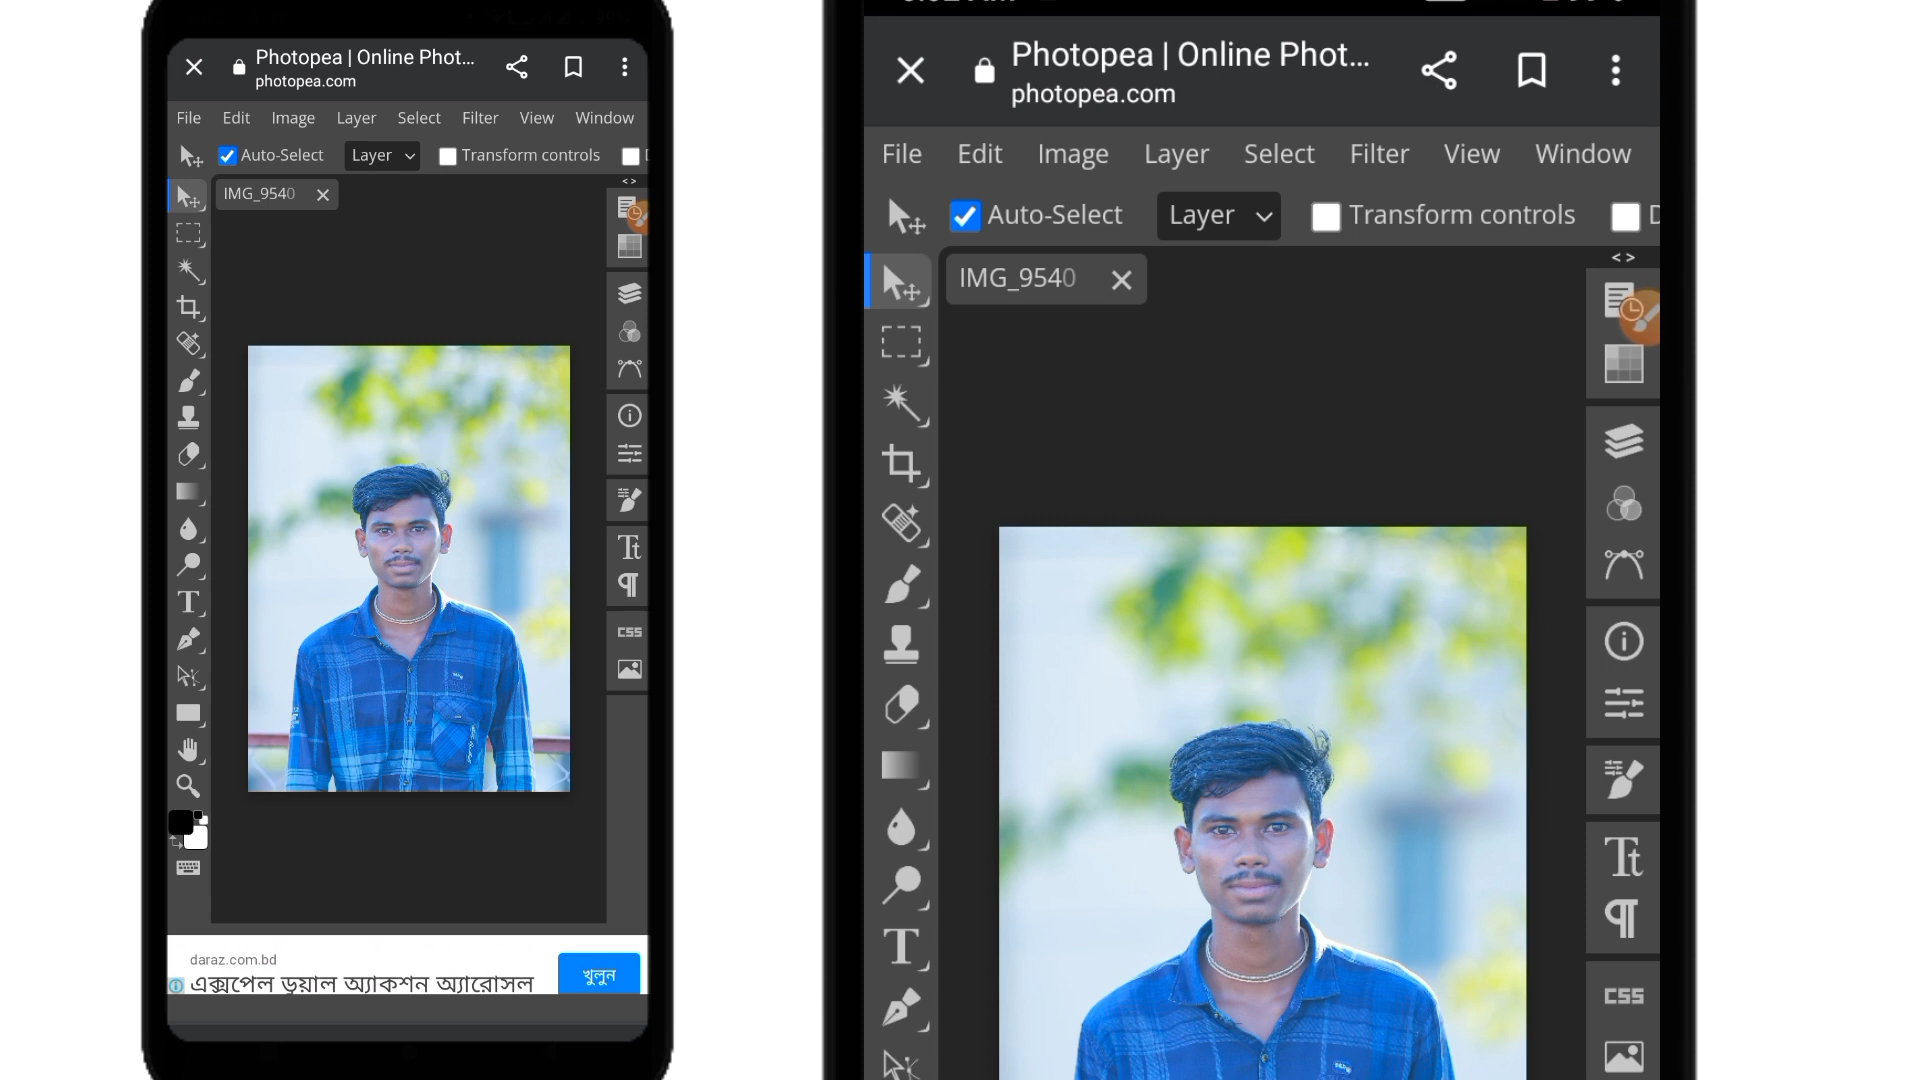 Photopea | Online Phot...
photopea.com
File Edit Image Layer Select Filter View Window
Auto-Select Layer Transform controls
IMG_9540
Tt
¶
CSS
T
daraz.com.bd
এক্সপেল ডুয়াল অ্যাকশন অ্যারোসল
খুলুন
Photopea | Online Phot...
photopea.com
File Edit Image Layer Select Filter View Window
Auto-Select Layer Transform controls D
IMG_9540
Tt
¶
T
CSS